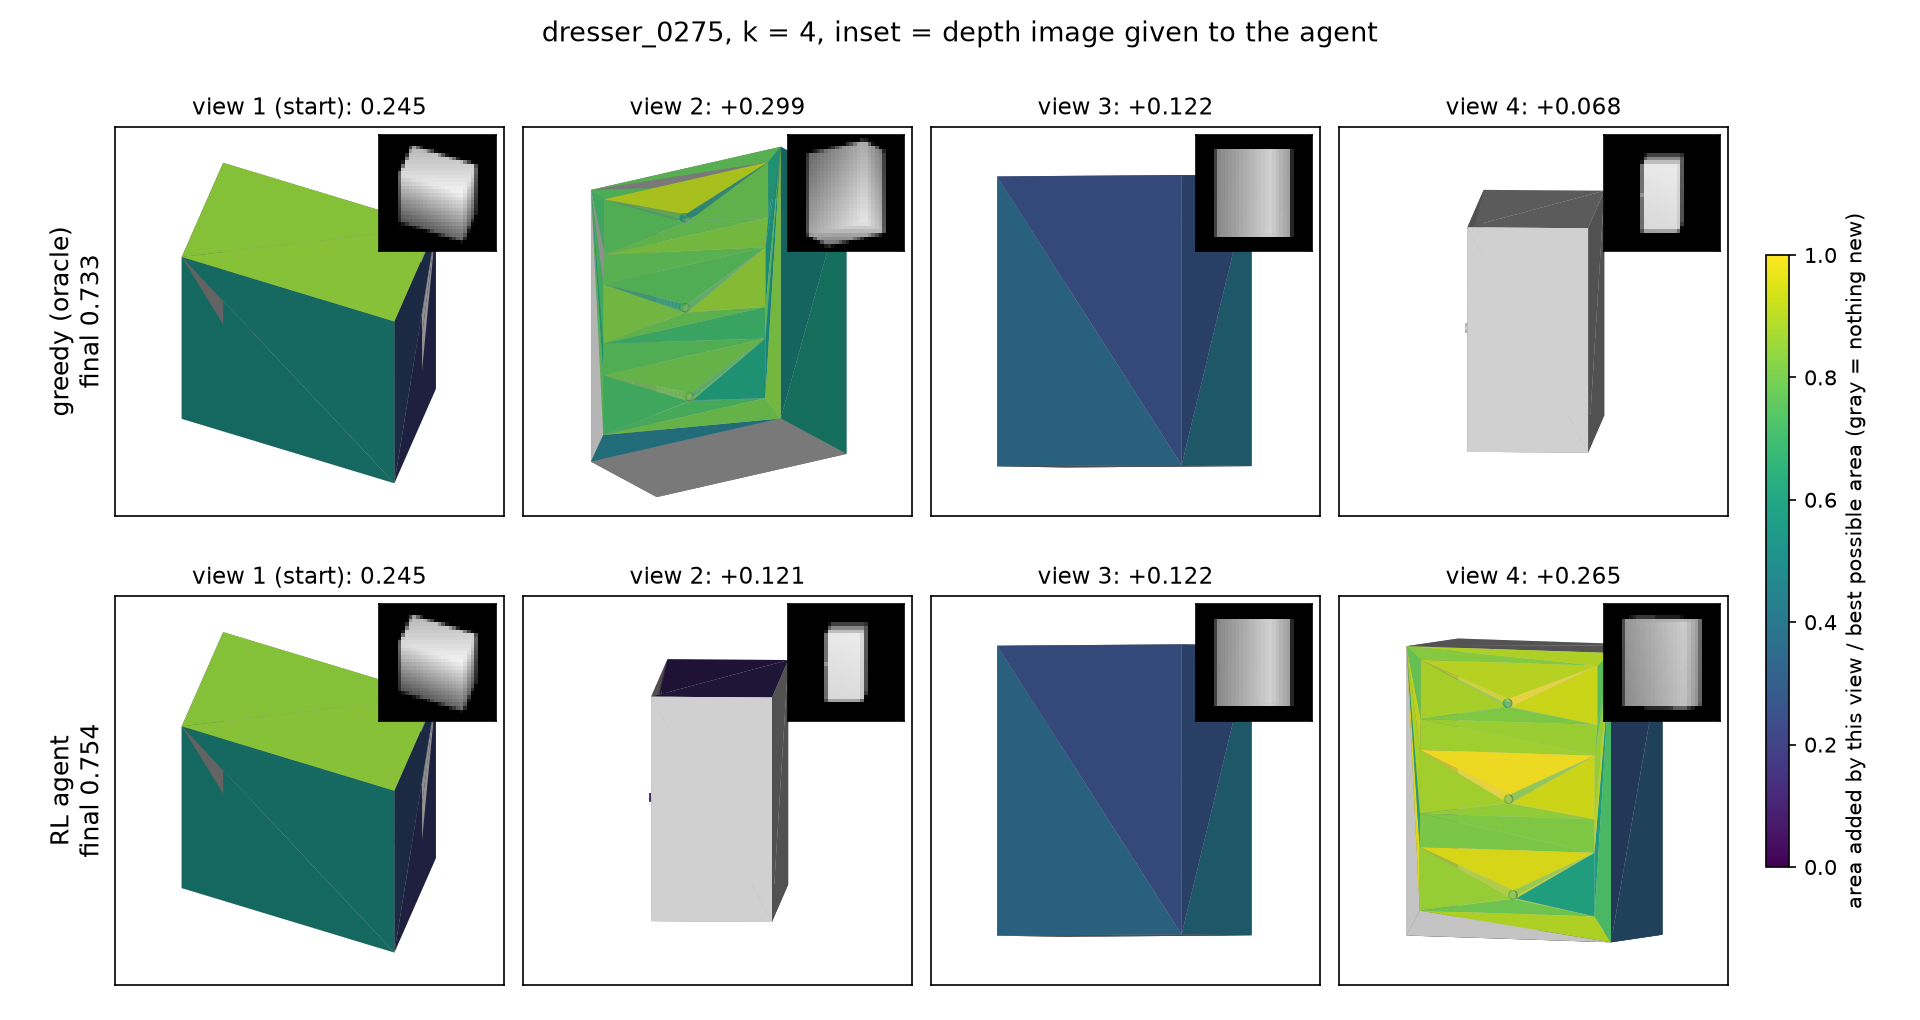 dresser_0275, k = 4, inset = depth image given to the agent
view 1 (start): 0.245
view 2: +0.299
view 3: +0.122
view 4: +0.068
greedy (oracle)
final 0.733
view 1 (start): 0.245
view 2: +0.121
view 3: +0.122
view 4: +0.265
RL agent
final 0.754
1.0
0.8
0.6
0.4
0.2
0.0
area added by this view / best possible area (gray = nothing new)